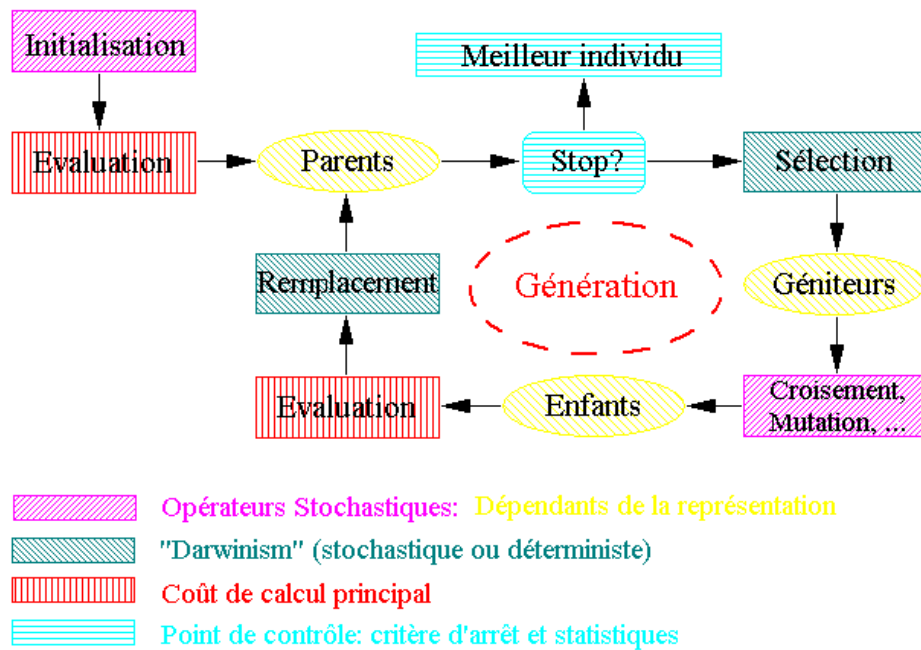 Initialisation
Meilleur individu
Evaluation
Parents
Stop?
Sélection
Remplacement
Génération
Géniteurs
Evaluation
Enfants
Croisement,
Mutation, ...
Opérateurs Stochastiques: Dépendants de la représentation
"Darwinism" (stochastique ou déterministe)
Coût de calcul principal
Point de contrôle: critère d'arrêt et statistiques